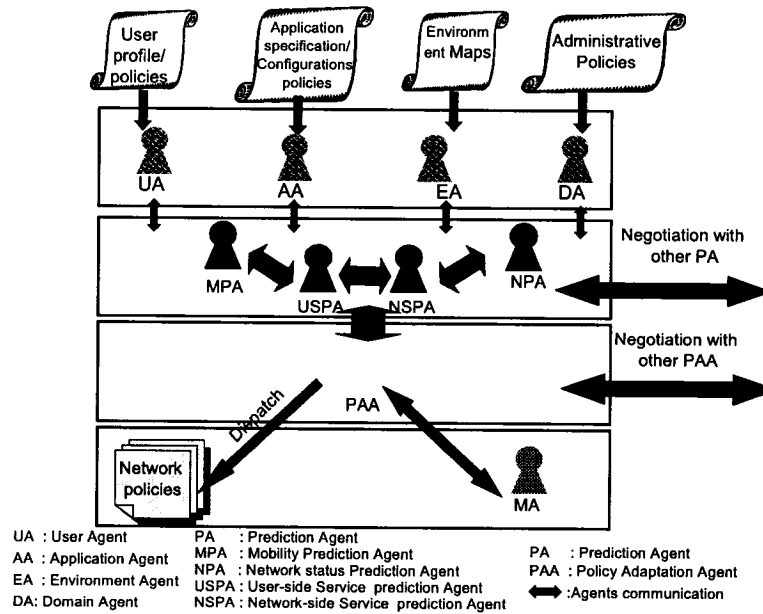 User
profile/
policies
Application
specification/
Configurations
policies
Environ
ment Maps
Administrative
Policies
UA
AA
EA
DA
MPA
USPA
NSPA
NPA
Negotiation with
other PA
Negotiation with
other PAA
PAA
Dispatch
Network
policies
MA
UA : User Agent
AA : Application Agent
EA : Environment Agent
DA: Domain Agent
PA : Prediction Agent
MPA : Mobility Prediction Agent
NPA : Network status Prediction Agent
USPA : User-side Service prediction Agent
NSPA : Network-side Service prediction Agent
PA : Prediction Agent
PAA : Policy Adaptation Agent
:Agents communication